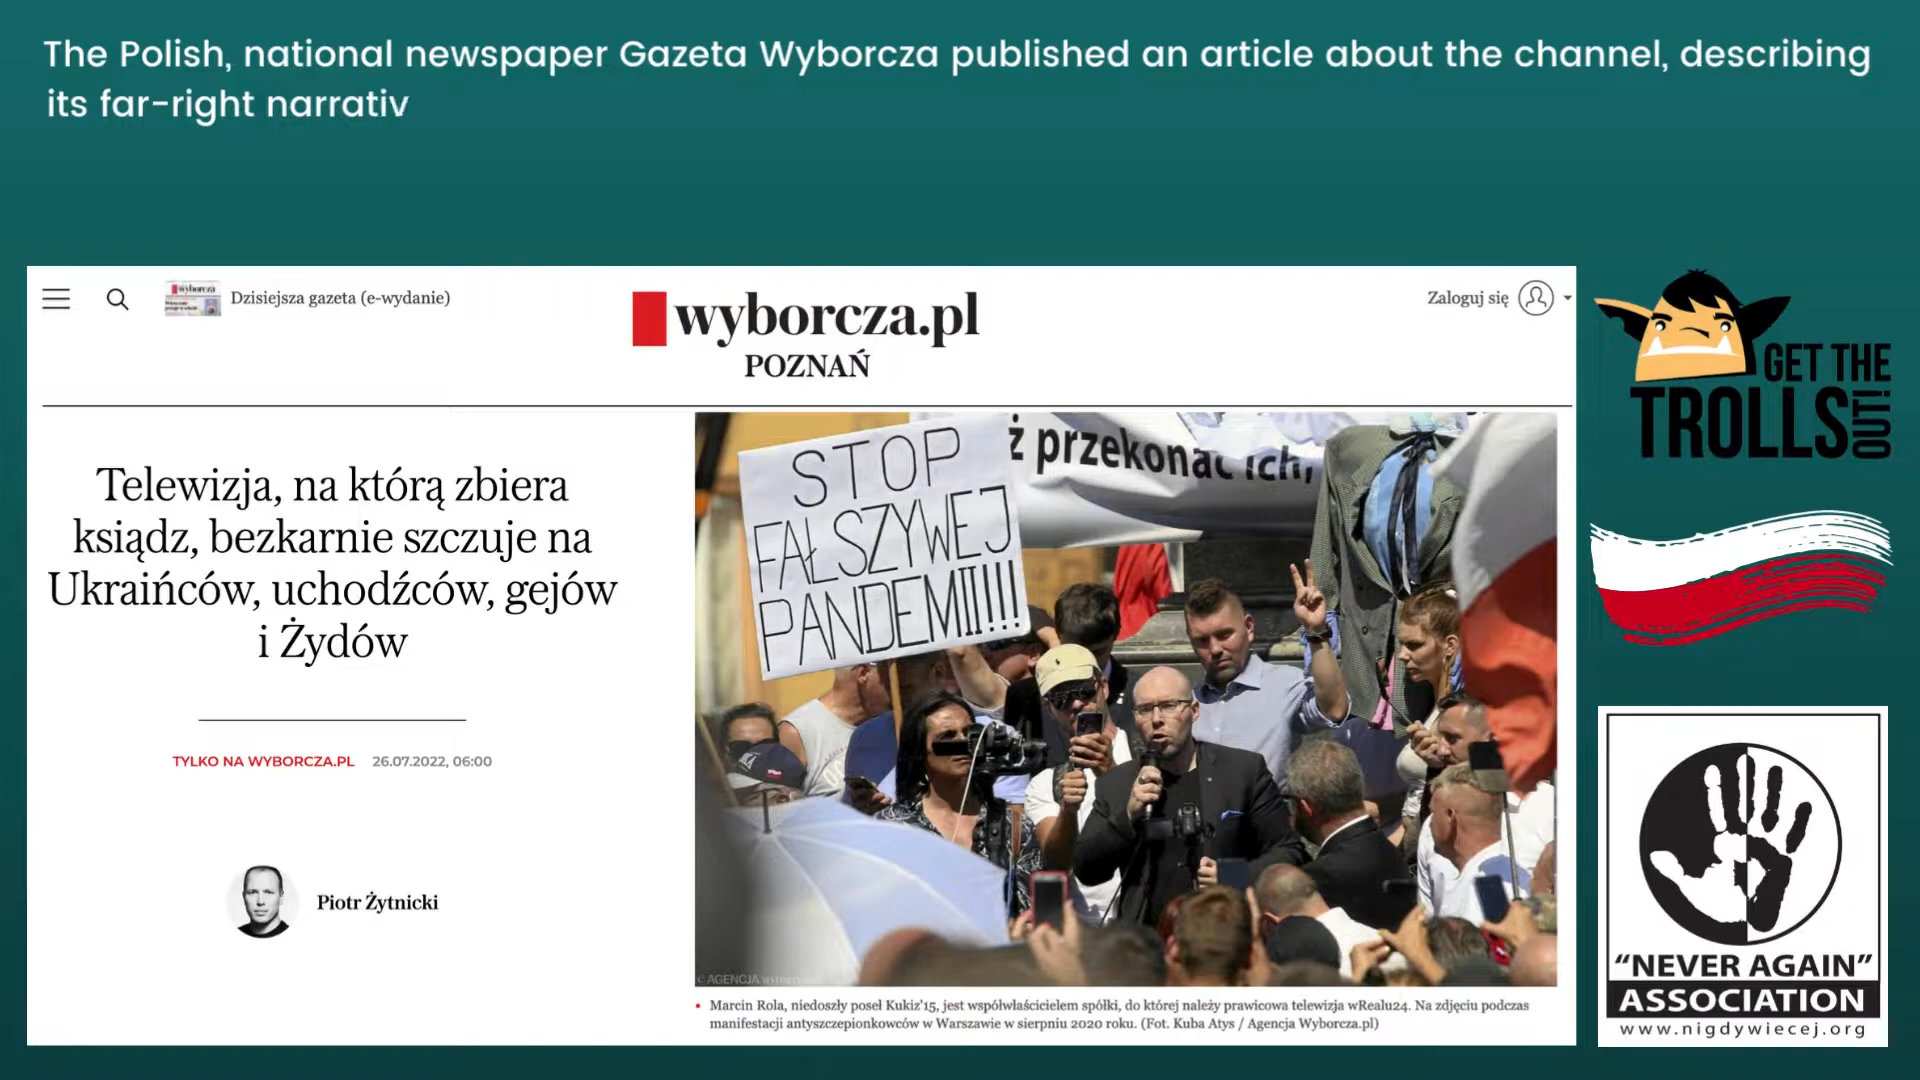 The Polish, national newspaper Gazeta Wyborcza published an article about the channel, describing
its far-right narrativ
Dzisiejsza gazeta (e-wydanie)
wyborcza.pl
POZNAŃ
Zaloguj się
Telewizja, na którą zbiera
ksiądz, bezkarnie szczuje na
Ukraińców, uchodźców, gejów
i Żydów
TYLKO NA WYBORCZA.PL 26.07.2022, 06:00
Piotr Żytnicki
STOP
FAŁSZYWEJ
PANDEMII!!!
ż przekonać ich,
Marcin Rola, niedoszły poseł Kukiz'15, jest współwłaścicielem spółki, do której należy prawicowa telewizja wRealu24. Na zdjęciu podczas
manifestacji antyszczepionkowców w Warszawie w sierpniu 2020 roku. (Fot. Kuba Atys / Agencja Wyborcza.pl)
GET THE
TROLLS
OUT!
“NEVER AGAIN”
ASSOCIATION
www.nigdywiecej.org